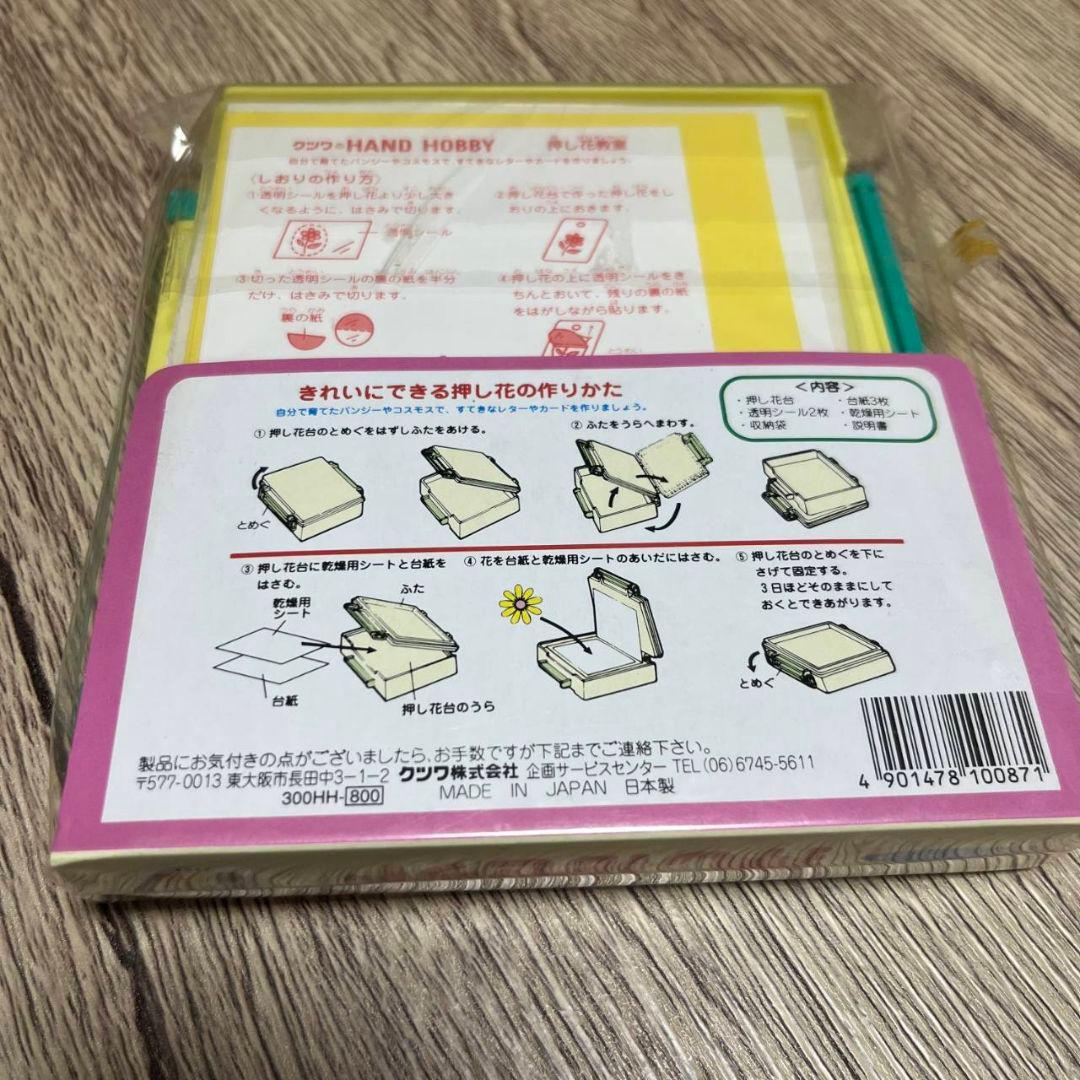 クツワ® HAND HOBBY 押し花教室
自分で育てたパンジーやコスモスで、すてきなレターやカードを作りましょう。
〈しおりの作り方〉
①透明シールを押し花より少し大き
くなるように、はさみで切ります。
透明シール
②押し花台で作った押し花をし
おりの上におきます。
③切った透明シールの裏の紙を半分
だけ、はさみで切ります。
裏の紙
④押し花の上に透明シールをき
ちんとおいて、残りの裏の紙
をはがしながら貼ります。
とうめい
きれいにできる押し花の作りかた
自分で育てたパンジーやコスモスで、すてきなレターやカードを作りましょう。
<内容>
・押し花台 ・台紙3枚
・透明シール2枚 ・乾燥用シート
・収納袋 ・説明書
① 押し花台のとめぐをはずしふたをあける。
とめぐ
② ふたをうらへまわす。
③ 押し花台に乾燥用シートと台紙を
はさむ。
乾燥用
シート
ふた
台紙
押し花台のうら
④ 花を台紙と乾燥用シートのあいだにはさむ。
⑤ 押し花台のとめぐを下に
さげて固定する。
3日ほどそのままにして
おくとできあがります。
とめぐ
製品にお気付きの点がございましたら、お手数ですが下記までご連絡下さい。
〒577-0013 東大阪市長田中3-1-2 クツワ株式会社 企画サービスセンター TEL(06)6745-5611
300HH-800 MADE IN JAPAN 日本製
4 901478 100871